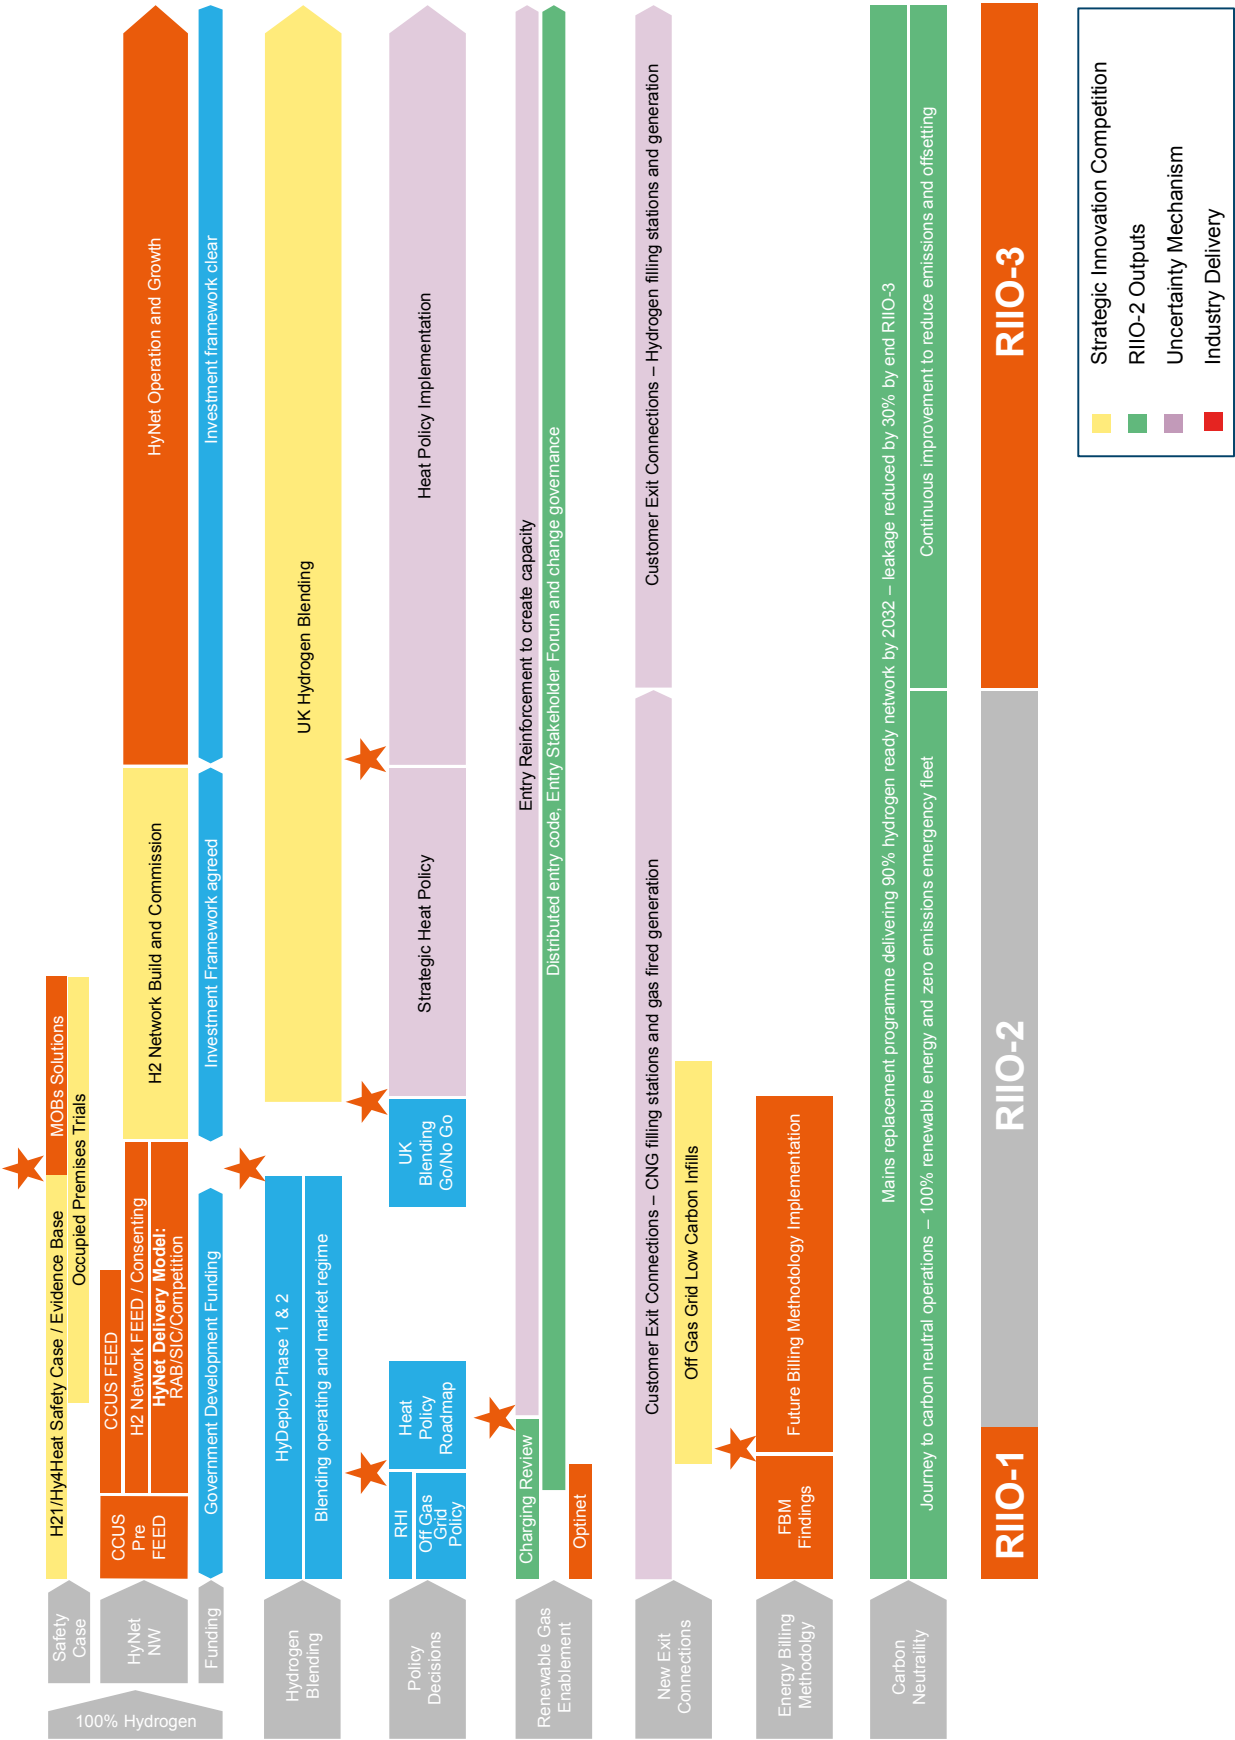 100% Hydrogen
Safety
Case
H21/Hy4Heat Safety Case / Evidence Base
MOBs Solutions
Occupied Premises Trials
HyNet
NW
CCUS
Pre
FEED
CCUS FEED
H2 Network FEED / Consenting
HyNet Delivery Model:
RAB/SIC/Competition
H2 Network Build and Commission
HyNet Operation and Growth
Funding
Government Development Funding
Investment Framework agreed
Investment framework clear
Hydrogen
Blending
HyDeployPhase 1 & 2
Blending operating and market regime
UK Hydrogen Blending
Policy
Decisions
RHI
Off Gas
Grid
Policy
Heat
Policy
Roadmap
UK
Blending
Go/No Go
Strategic Heat Policy
Heat Policy Implementation
Renewable Gas
Enablement
Charging Review
Entry Reinforcement to create capacity
Distributed entry code, Entry Stakeholder Forum and change governance
Optinet
New Exit
Connections
Customer Exit Connections – CNG filling stations and gas fired generation
Customer Exit Connections – Hydrogen filling stations and generation
Off Gas Grid Low Carbon Infills
Energy Billing
Methodolgy
FBM
Findings
Future Billing Methodology Implementation
Carbon
Neutraility
Mains replacement programme delivering 90% hydrogen ready network by 2032 – leakage reduced by 30% by end RIIO-3
Journey to carbon neutral operations – 100% renewable energy and zero emissions emergency fleet
Continuous improvement to reduce emissions and offsetting
RIIO-1
RIIO-2
RIIO-3
Strategic Innovation Competition
RIIO-2 Outputs
Uncertainty Mechanism
Industry Delivery